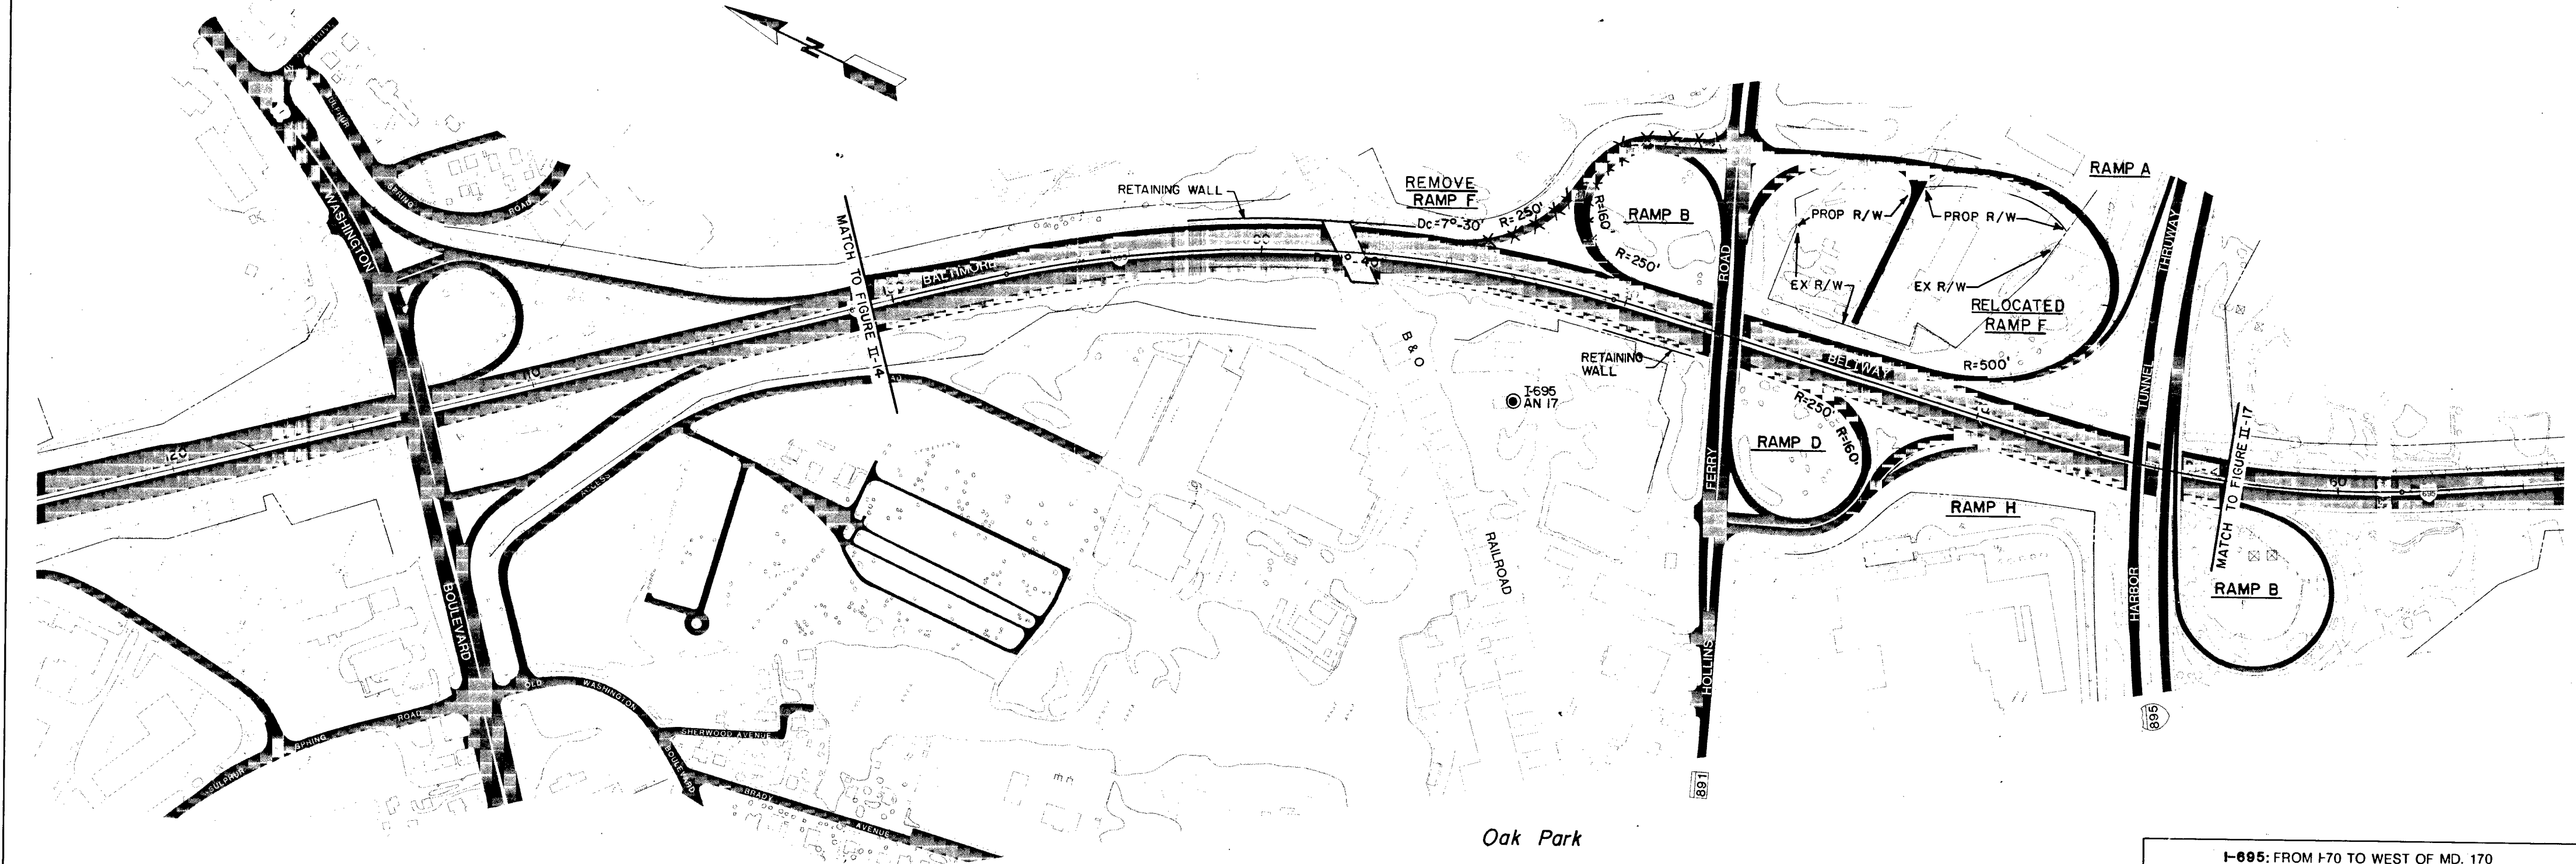 N
SULPHUR
SPRING
ROAD
WASHINGTON
BOULEVARD
MATCH TO FIGURE II-14
BALTIMORE
695
RETAINING WALL
REMOVE
RAMP F
Dc=7°-30'
R=250'
R=160'
R=250'
RAMP B
ROAD
FERRY
HOLLINS
891
PROP R/W
PROP R/W
EX R/W
EX R/W
RELOCATED
RAMP F
RAMP A
R=500'
BELTWAY
RETAINING
WALL
I-695
AN 17
B & O
RAILROAD
R=250'
R=160'
RAMP D
RAMP H
THRUWAY
TUNNEL
HARBOR
895
MATCH TO FIGURE II-17
60
695
RAMP B
120
110
ACCESS
OLD
WASHINGTON
BOULEVARD
SHERWOOD AVENUE
BRADY
AVENUE
SULPHUR
SPRING
ROAD
Oak Park
I-695: FROM I-70 TO WEST OF MD. 170